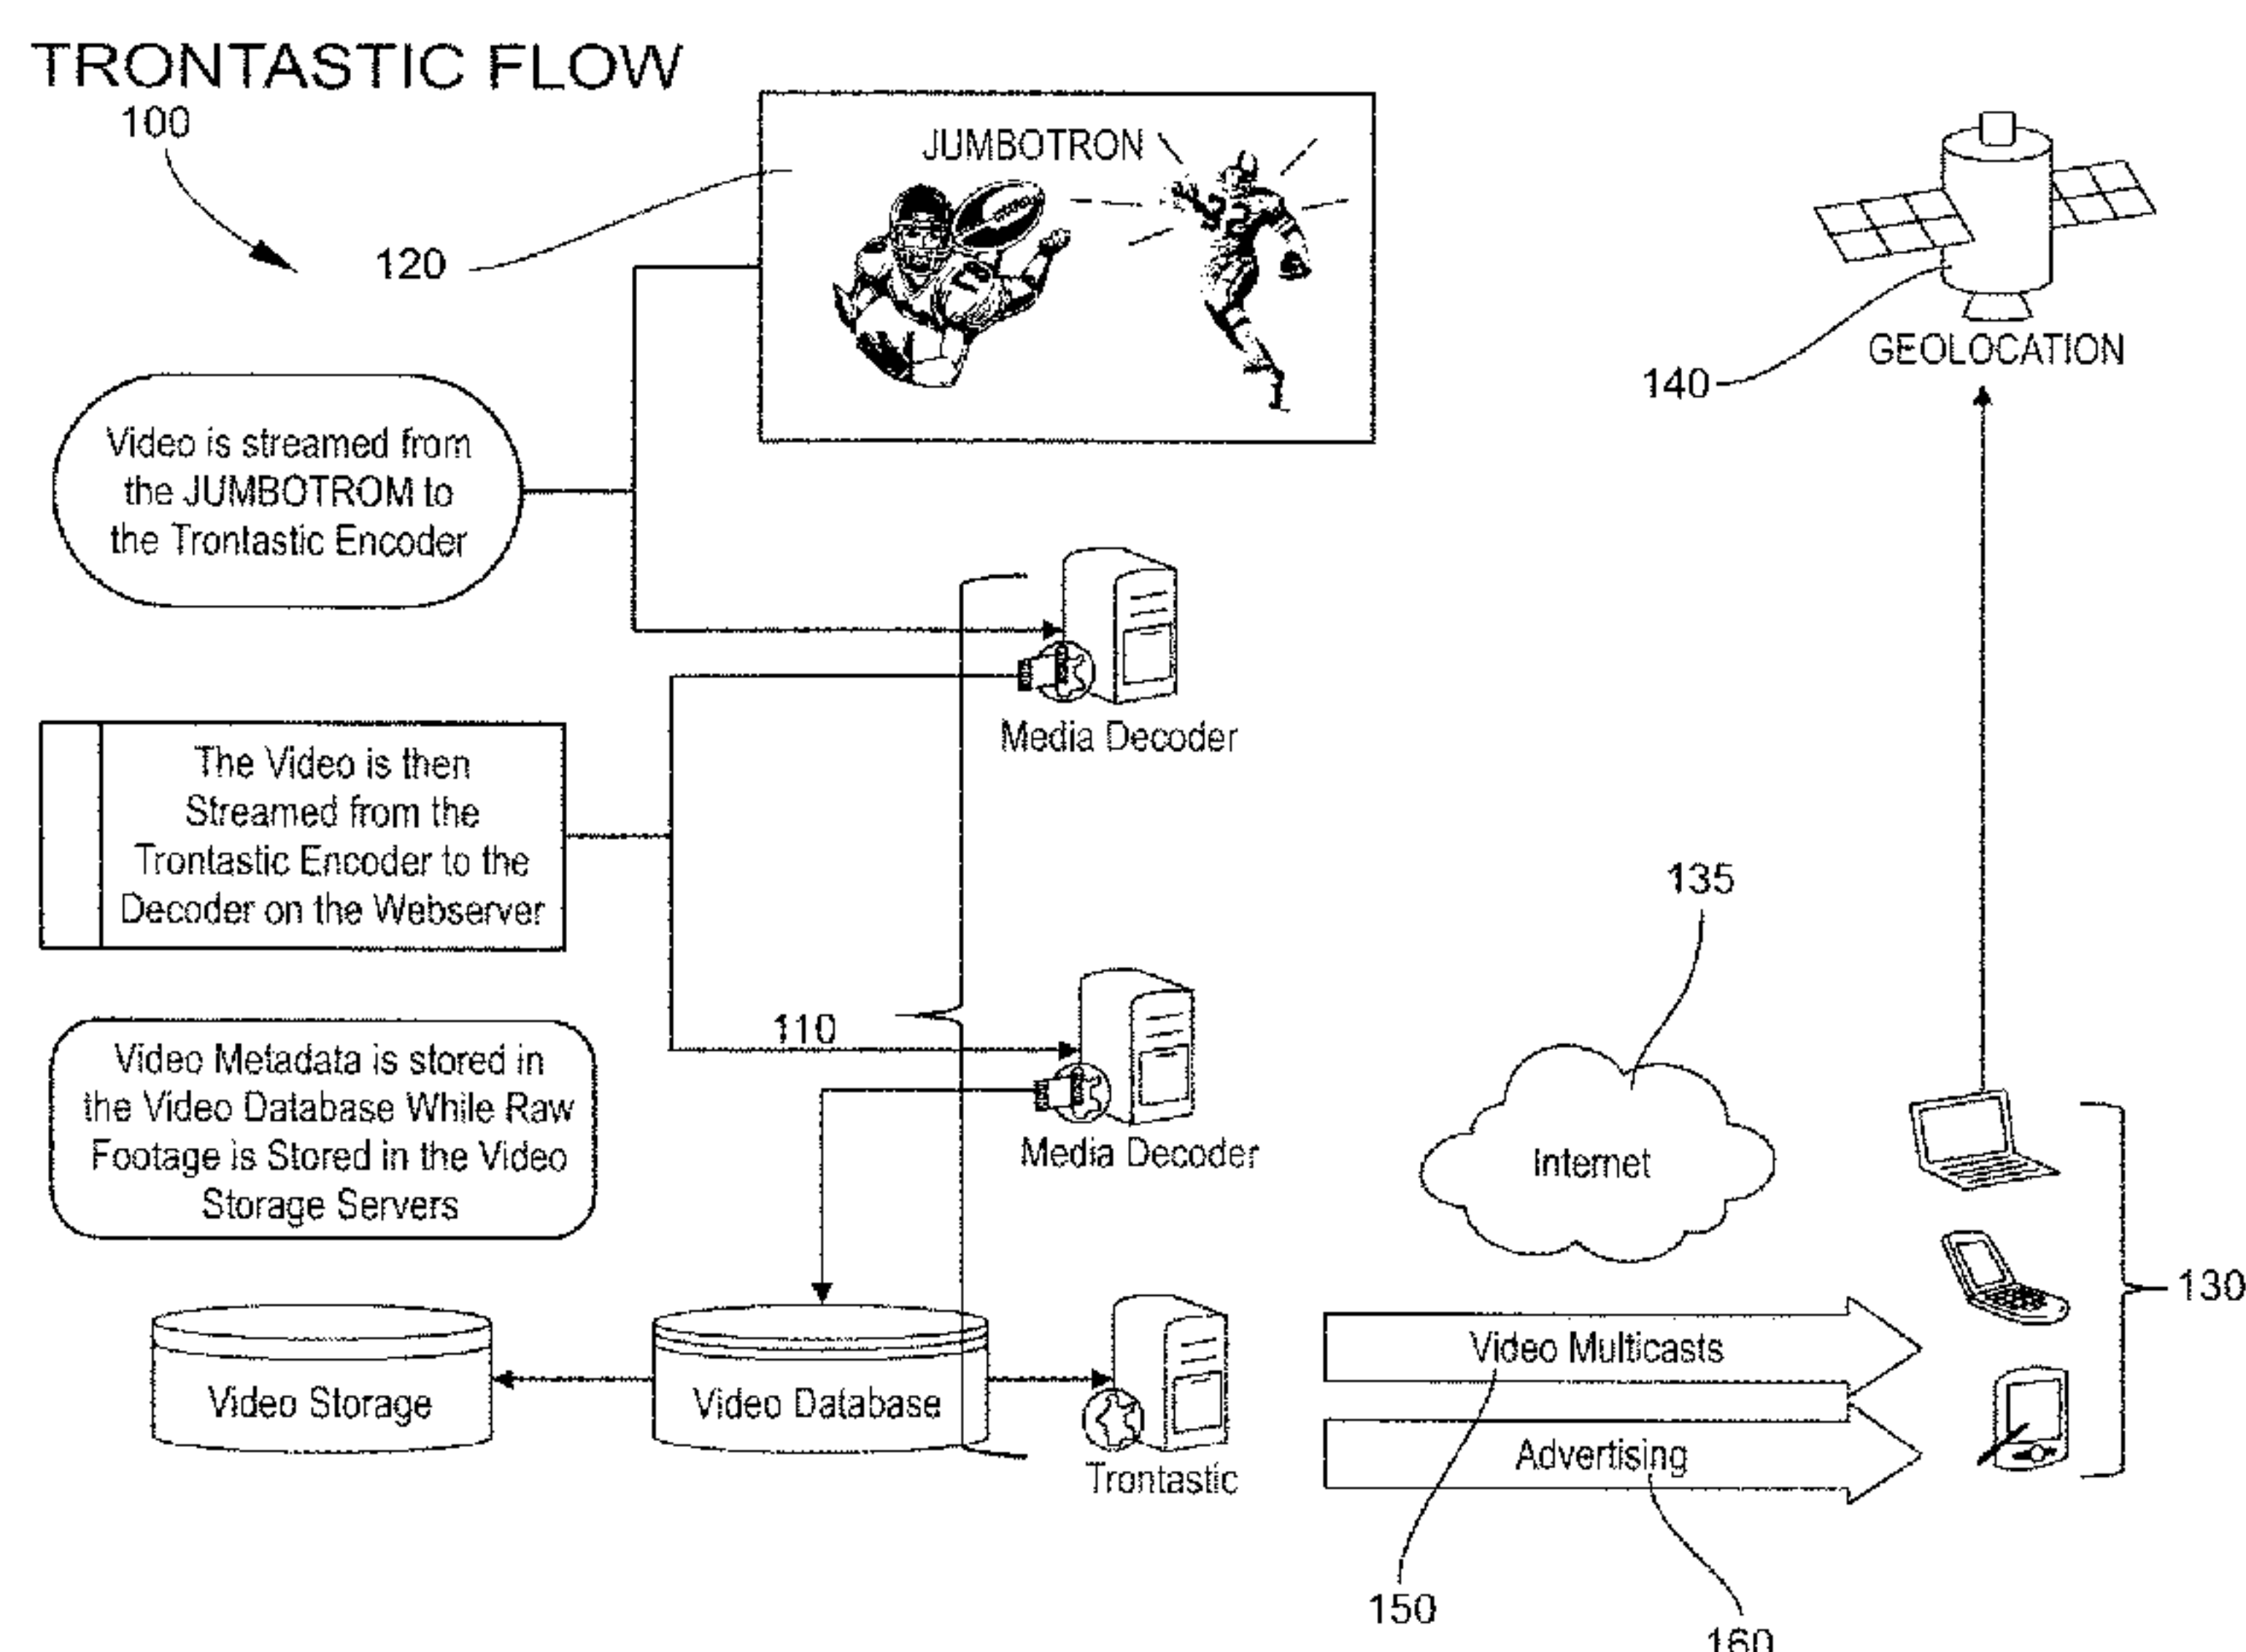 TRONTASTIC FLOW
100
120
JUMBOTRON
GEOLOCATION
140
Video is streamed from
the JUMBOTROM to
the Trontastic Encoder
Media Decoder
The Video is then
Streamed from the
Trontastic Encoder to the
Decoder on the Webserver
110
135
Video Metadata is stored in
the Video Database While Raw
Footage is Stored in the Video
Storage Servers
Media Decoder
Internet
130
Video Storage
Video Database
Trontastic
Video Multicasts
Advertising
150
160